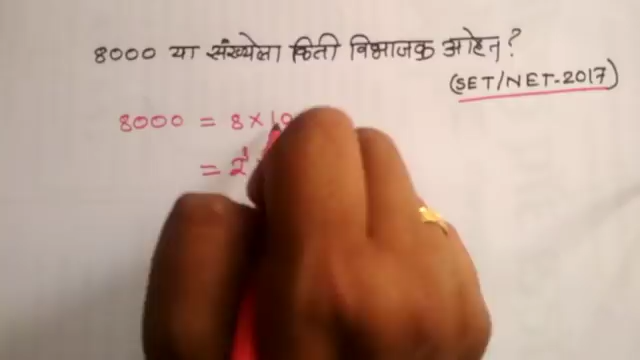 8000 या संख्येला किती विभाजक आहेत?
(SET/NET-2017)
8000 = 8 × 10
= 2